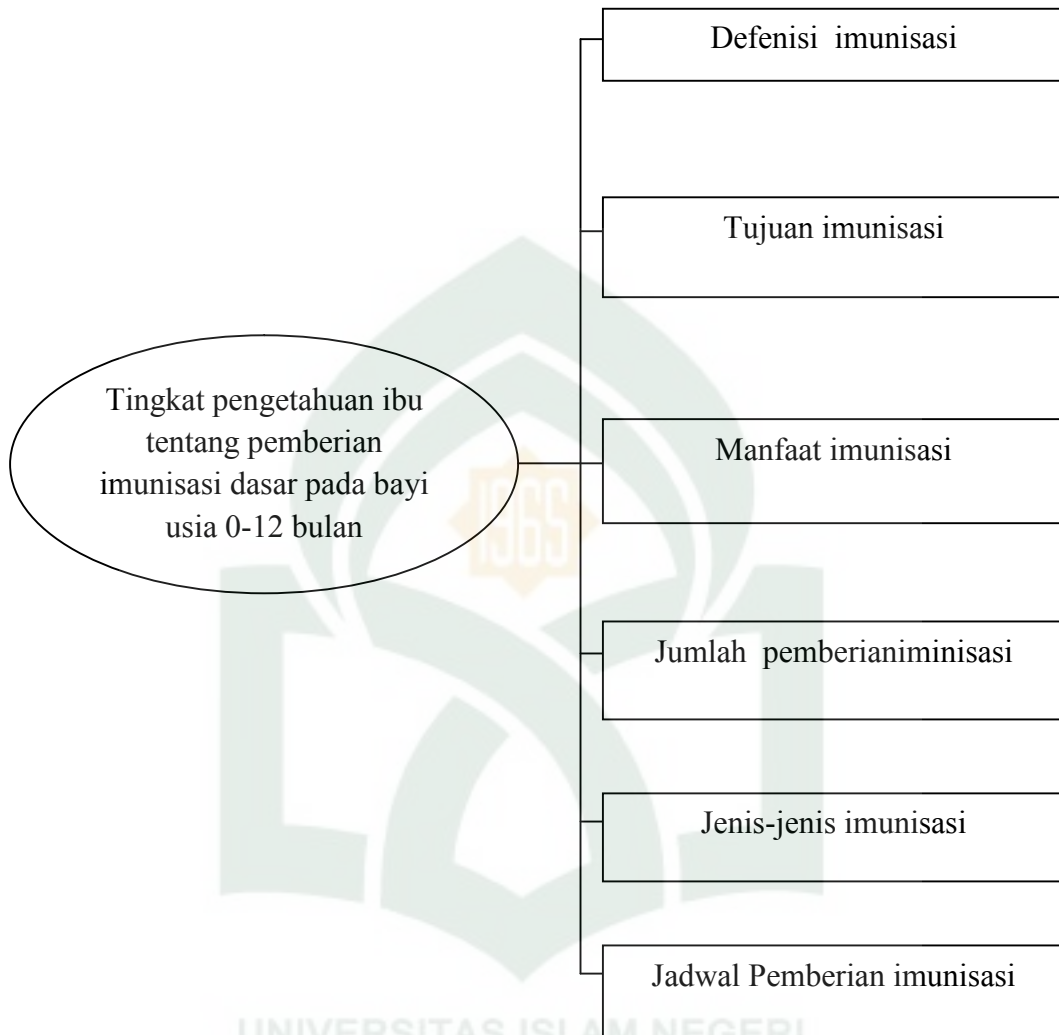 Defenisi imunisasi
Tujuan imunisasi
Tingkat pengetahuan ibu
tentang pemberian
imunisasi dasar pada bayi
usia 0-12 bulan
Manfaat imunisasi
1965
Jumlah pemberianiminisasi
Jenis-jenis imunisasi
Jadwal Pemberian imunisasi
UNIVERSITAS ISLAM NEGERI